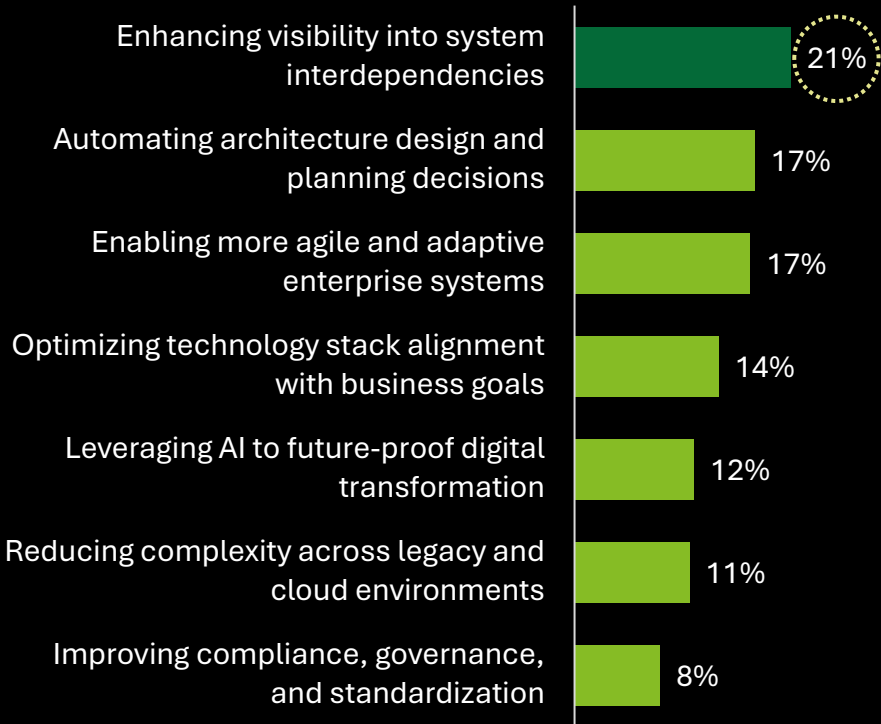 Enhancing visibility into system
interdependencies
21%
Automating architecture design and
planning decisions
17%
Enabling more agile and adaptive
enterprise systems
17%
Optimizing technology stack alignment
with business goals
14%
Leveraging AI to future-proof digital
transformation
12%
Reducing complexity across legacy and
cloud environments
11%
Improving compliance, governance,
and standardization
8%